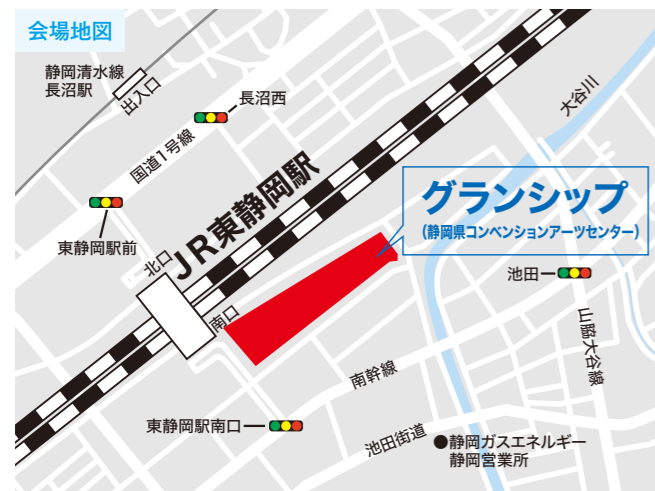 会場地図
静岡清水線
長沼駅
出入口
長沼西
国道1号線
東静岡駅前
JR東静岡駅
北口
南口
大谷川
グランシップ
(静岡県コンベンションアーツセンター)
池田
山脇大谷線
南幹線
東静岡駅南口
池田街道
●静岡ガスエネルギー
静岡営業所